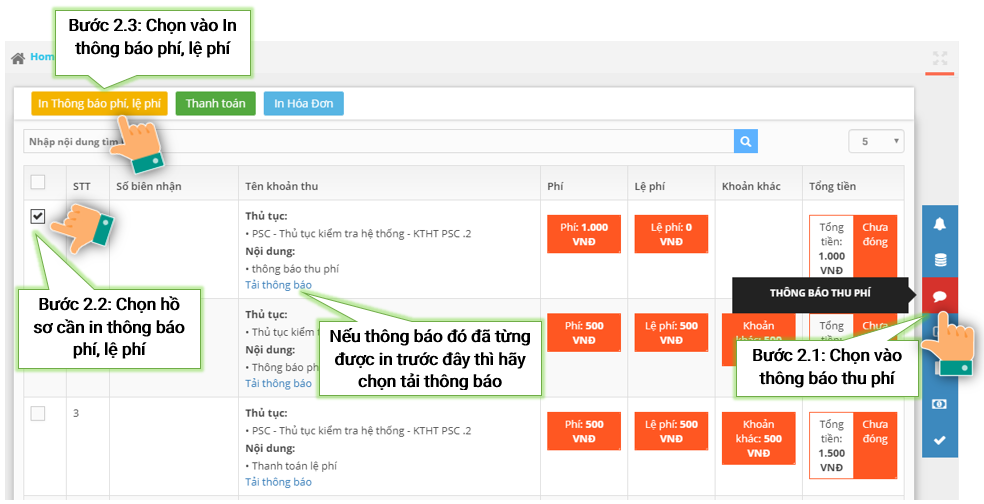 Bước 2.3: Chọn vào In
thông báo phí, lệ phí
Hom
In Thông báo phí, lệ phí
Thanh toán
In Hóa Đơn
Nhập nội dung tìm
5
STT
Số biên nhận
Tên khoản thu
Phí
Lệ phí
Khoản khác
Tổng tiền
Thủ tục:
• PSC - Thủ tục kiểm tra hệ thống - KTHT PSC .2
Nội dung:
• thông báo thu phí
Tải thông báo
Phí: 1.000
VNĐ
Lệ phí: 0
VNĐ
Tổng
tiền:
1.000
VNĐ
Chưa
đóng
THÔNG BÁO THU PHÍ
Bước 2.2: Chọn hồ
sơ cần in thông báo
phí, lệ phí
Thủ tục:
• Thủ tục kiểm
Nội dung:
• Thông báo ph
Tải thông báo
Nếu thông báo đó đã từng
được in trước đây thì hãy
chọn tải thông báo
Phí: 500
VNĐ
Lệ phí: 500
VNĐ
Khoản
khác: 500
Tổng
tiền:
Chưa
Bước 2.1: Chọn vào
thông báo thu phí
3
Thủ tục:
• PSC - Thủ tục kiểm tra hệ thống - KTHT PSC .2
Nội dung:
• Thanh toán lệ phí
Tải thông báo
Phí: 500
VNĐ
Lệ phí: 500
VNĐ
Khoản
khác: 500
VNĐ
Tổng
tiền:
1.500
VNĐ
Chưa
đóng